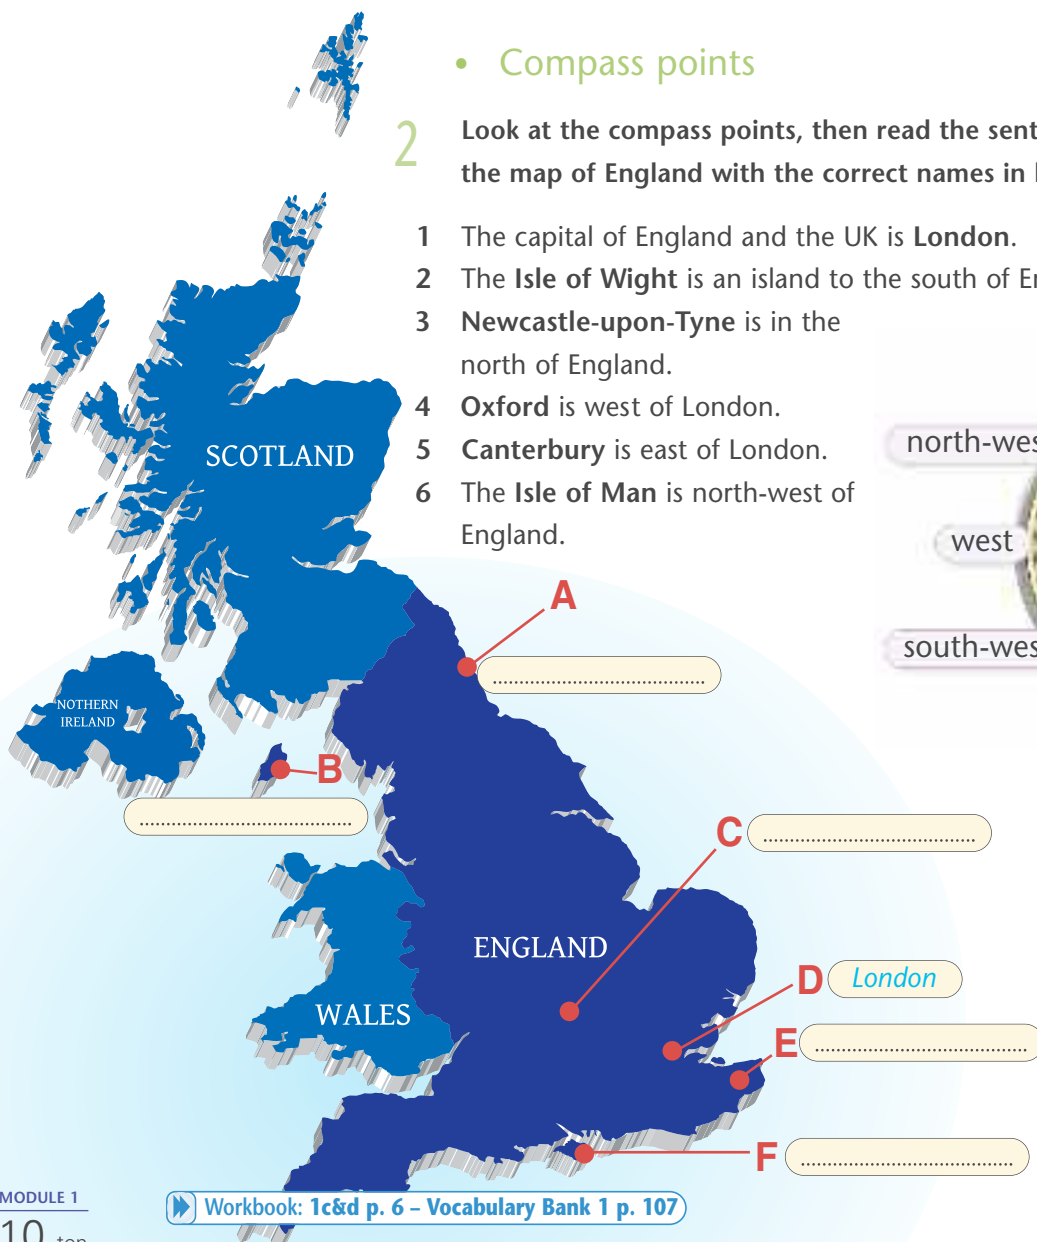 • Compass points
2 Look at the compass points, then read the sent
the map of England with the correct names in
1 The capital of England and the UK is London.
2 The Isle of Wight is an island to the south of En
3 Newcastle-upon-Tyne is in the
north of England.
4 Oxford is west of London.
5 Canterbury is east of London.
6 The Isle of Man is north-west of
England.
north-wes
west
south-wes
SCOTLAND
NOTHERN
IRELAND
A
.......................................
B
.......................................
C
.......................................
ENGLAND
WALES
D London
E
.......................................
F
.......................................
MODULE 1
10 ten
Workbook: 1c&d p. 6 – Vocabulary Bank 1 p. 107